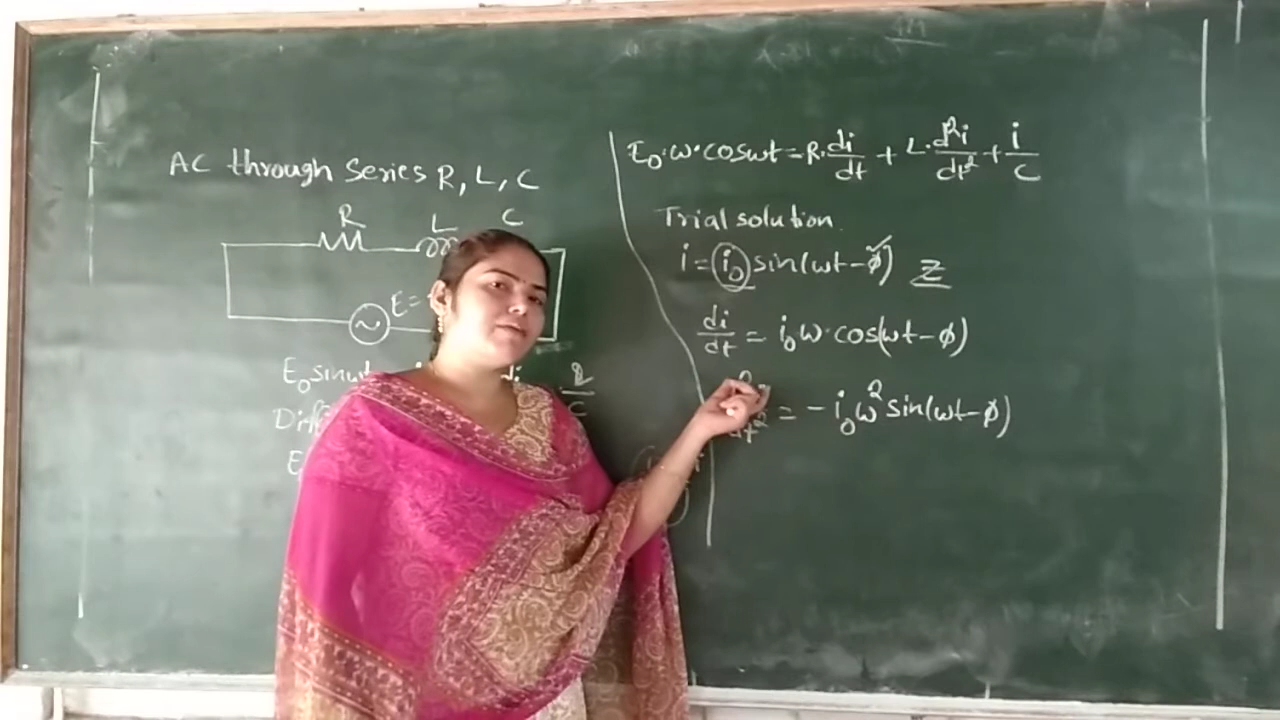 AC through Series R, L, C
R L C
E =
E₀ sinωt
q/C
E
E₀·ω·cosωt = R·di/dt + L·d²i/dt² + i/C
Trial solution.
i = i₀ sin(ωt-ϕ) Z
di/dt = i₀ω·cos(ωt-ϕ)
= -i₀ω² sin(ωt-ϕ)